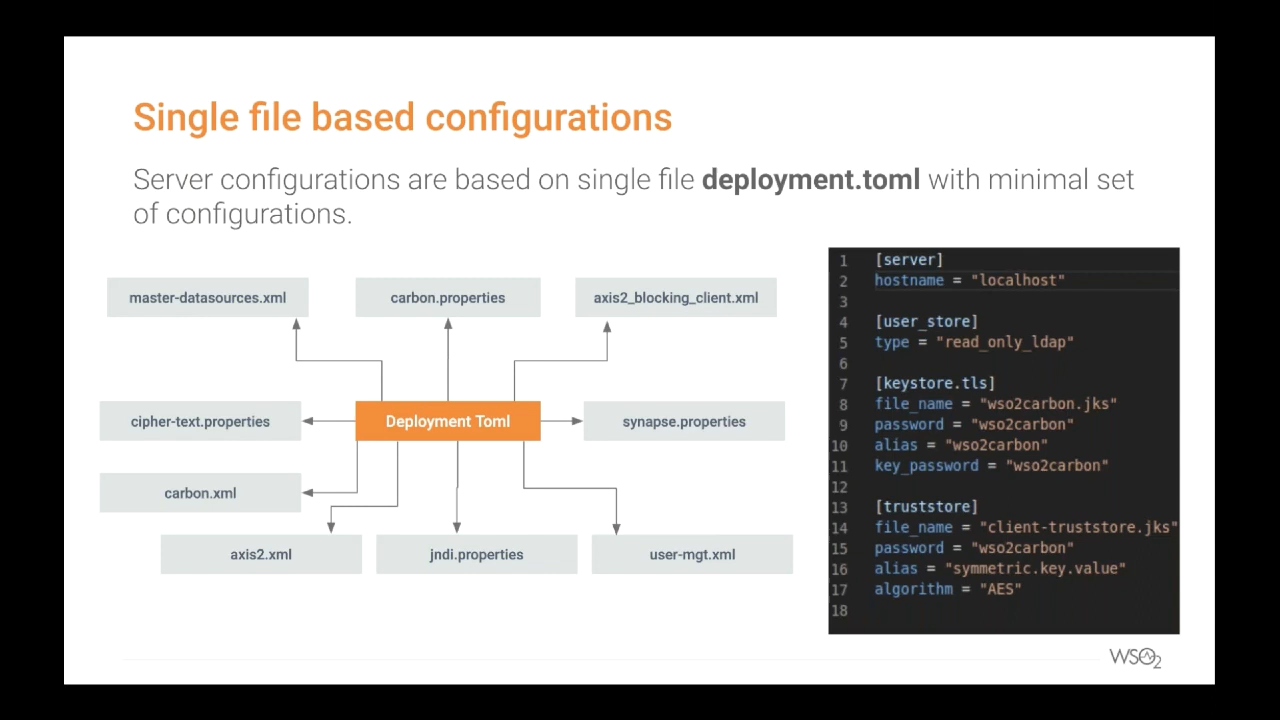 Single file based configurations
Server configurations are based on single file deployment.toml with minimal set
of configurations.
master-datasources.xml
carbon.properties
axis2_blocking_client.xml
cipher-text.properties
Deployment Toml
synapse.properties
carbon.xml
axis2.xml
jndi.properties
user-mgt.xml
1 [server]
2 hostname = "localhost"
3
4 [user_store]
5 type = "read_only_ldap"
6
7 [keystore.tls]
8 file_name = "wso2carbon.jks"
9 password = "wso2carbon"
10 alias = "wso2carbon"
11 key_password = "wso2carbon"
12
13 [truststore]
14 file_name = "client-truststore.jks"
15 password = "wso2carbon"
16 alias = "symmetric.key.value"
17 algorithm = "AES"
18
WSO2